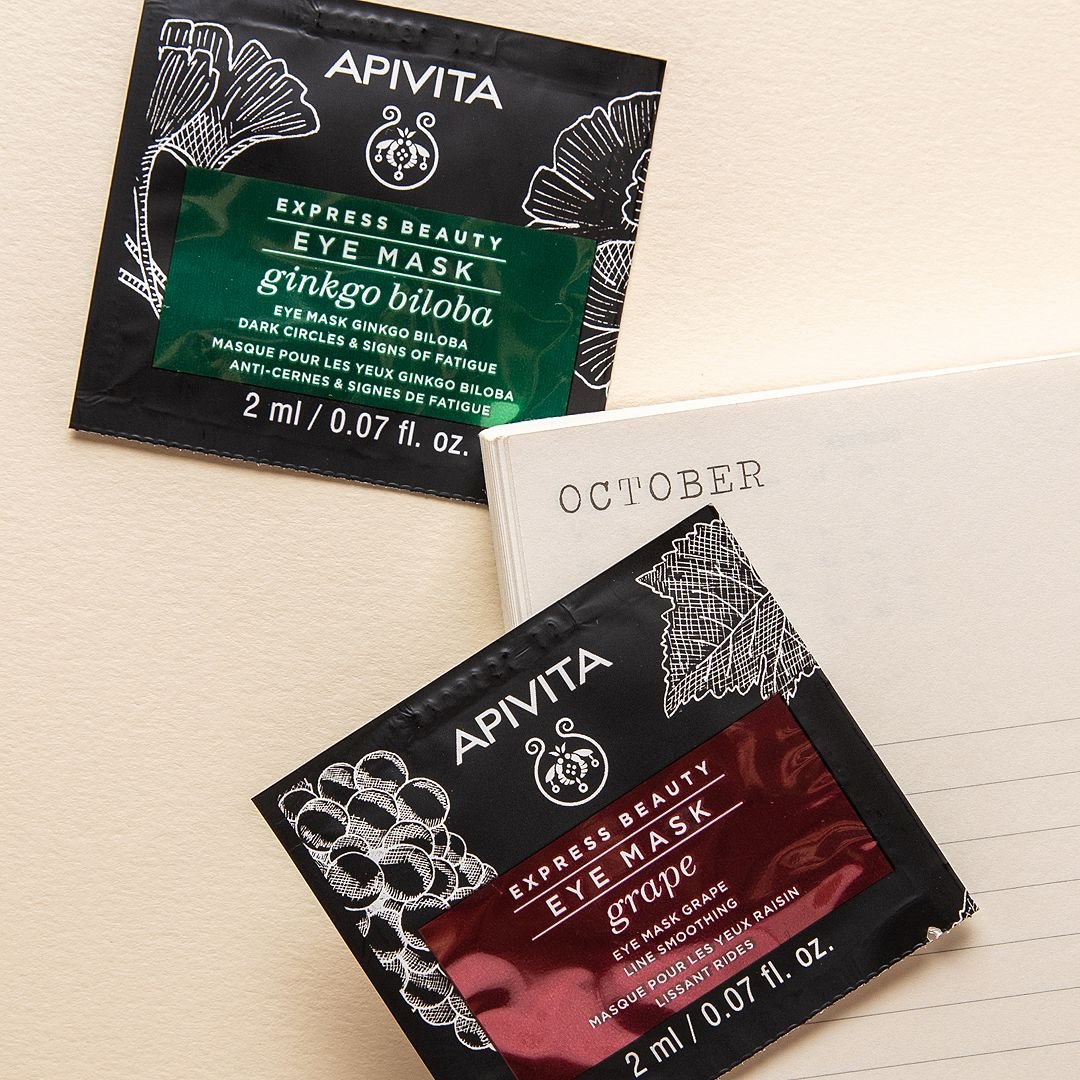 APIVITA
EXPRESS BEAUTY
EYE MASK
ginkgo biloba
EYE MASK GINKGO BILOBA
DARK CIRCLES & SIGNS OF FATIGUE
MASQUE POUR LES YEUX GINKGO BILOBA
ANTI-CERNES & SIGNES DE FATIGUE
2 ml / 0.07 fl. oz.
OCTOBER
APIVITA
EXPRESS BEAUTY
EYE MASK
grape
EYE MASK GRAPE
LINE SMOOTHING
MASQUE POUR LES YEUX RAISIN
LISSANT RIDES
2 ml / 0.07 fl. oz.